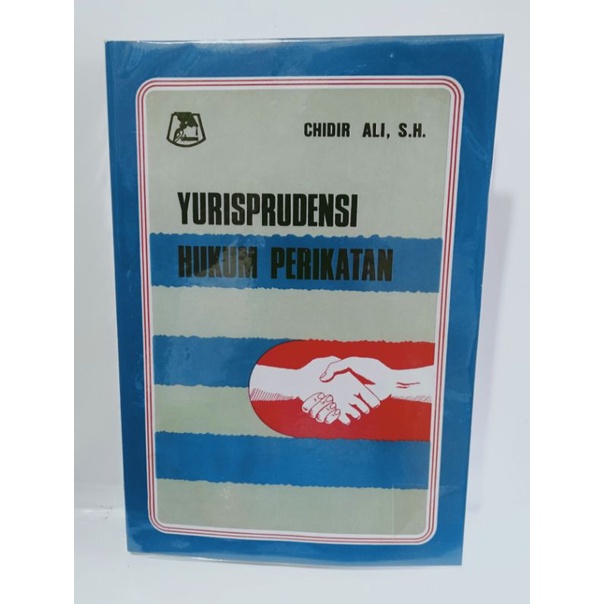 CHIDIR ALI, S.H.
YURISPRUDENSI
HUKUM PERIKATAN